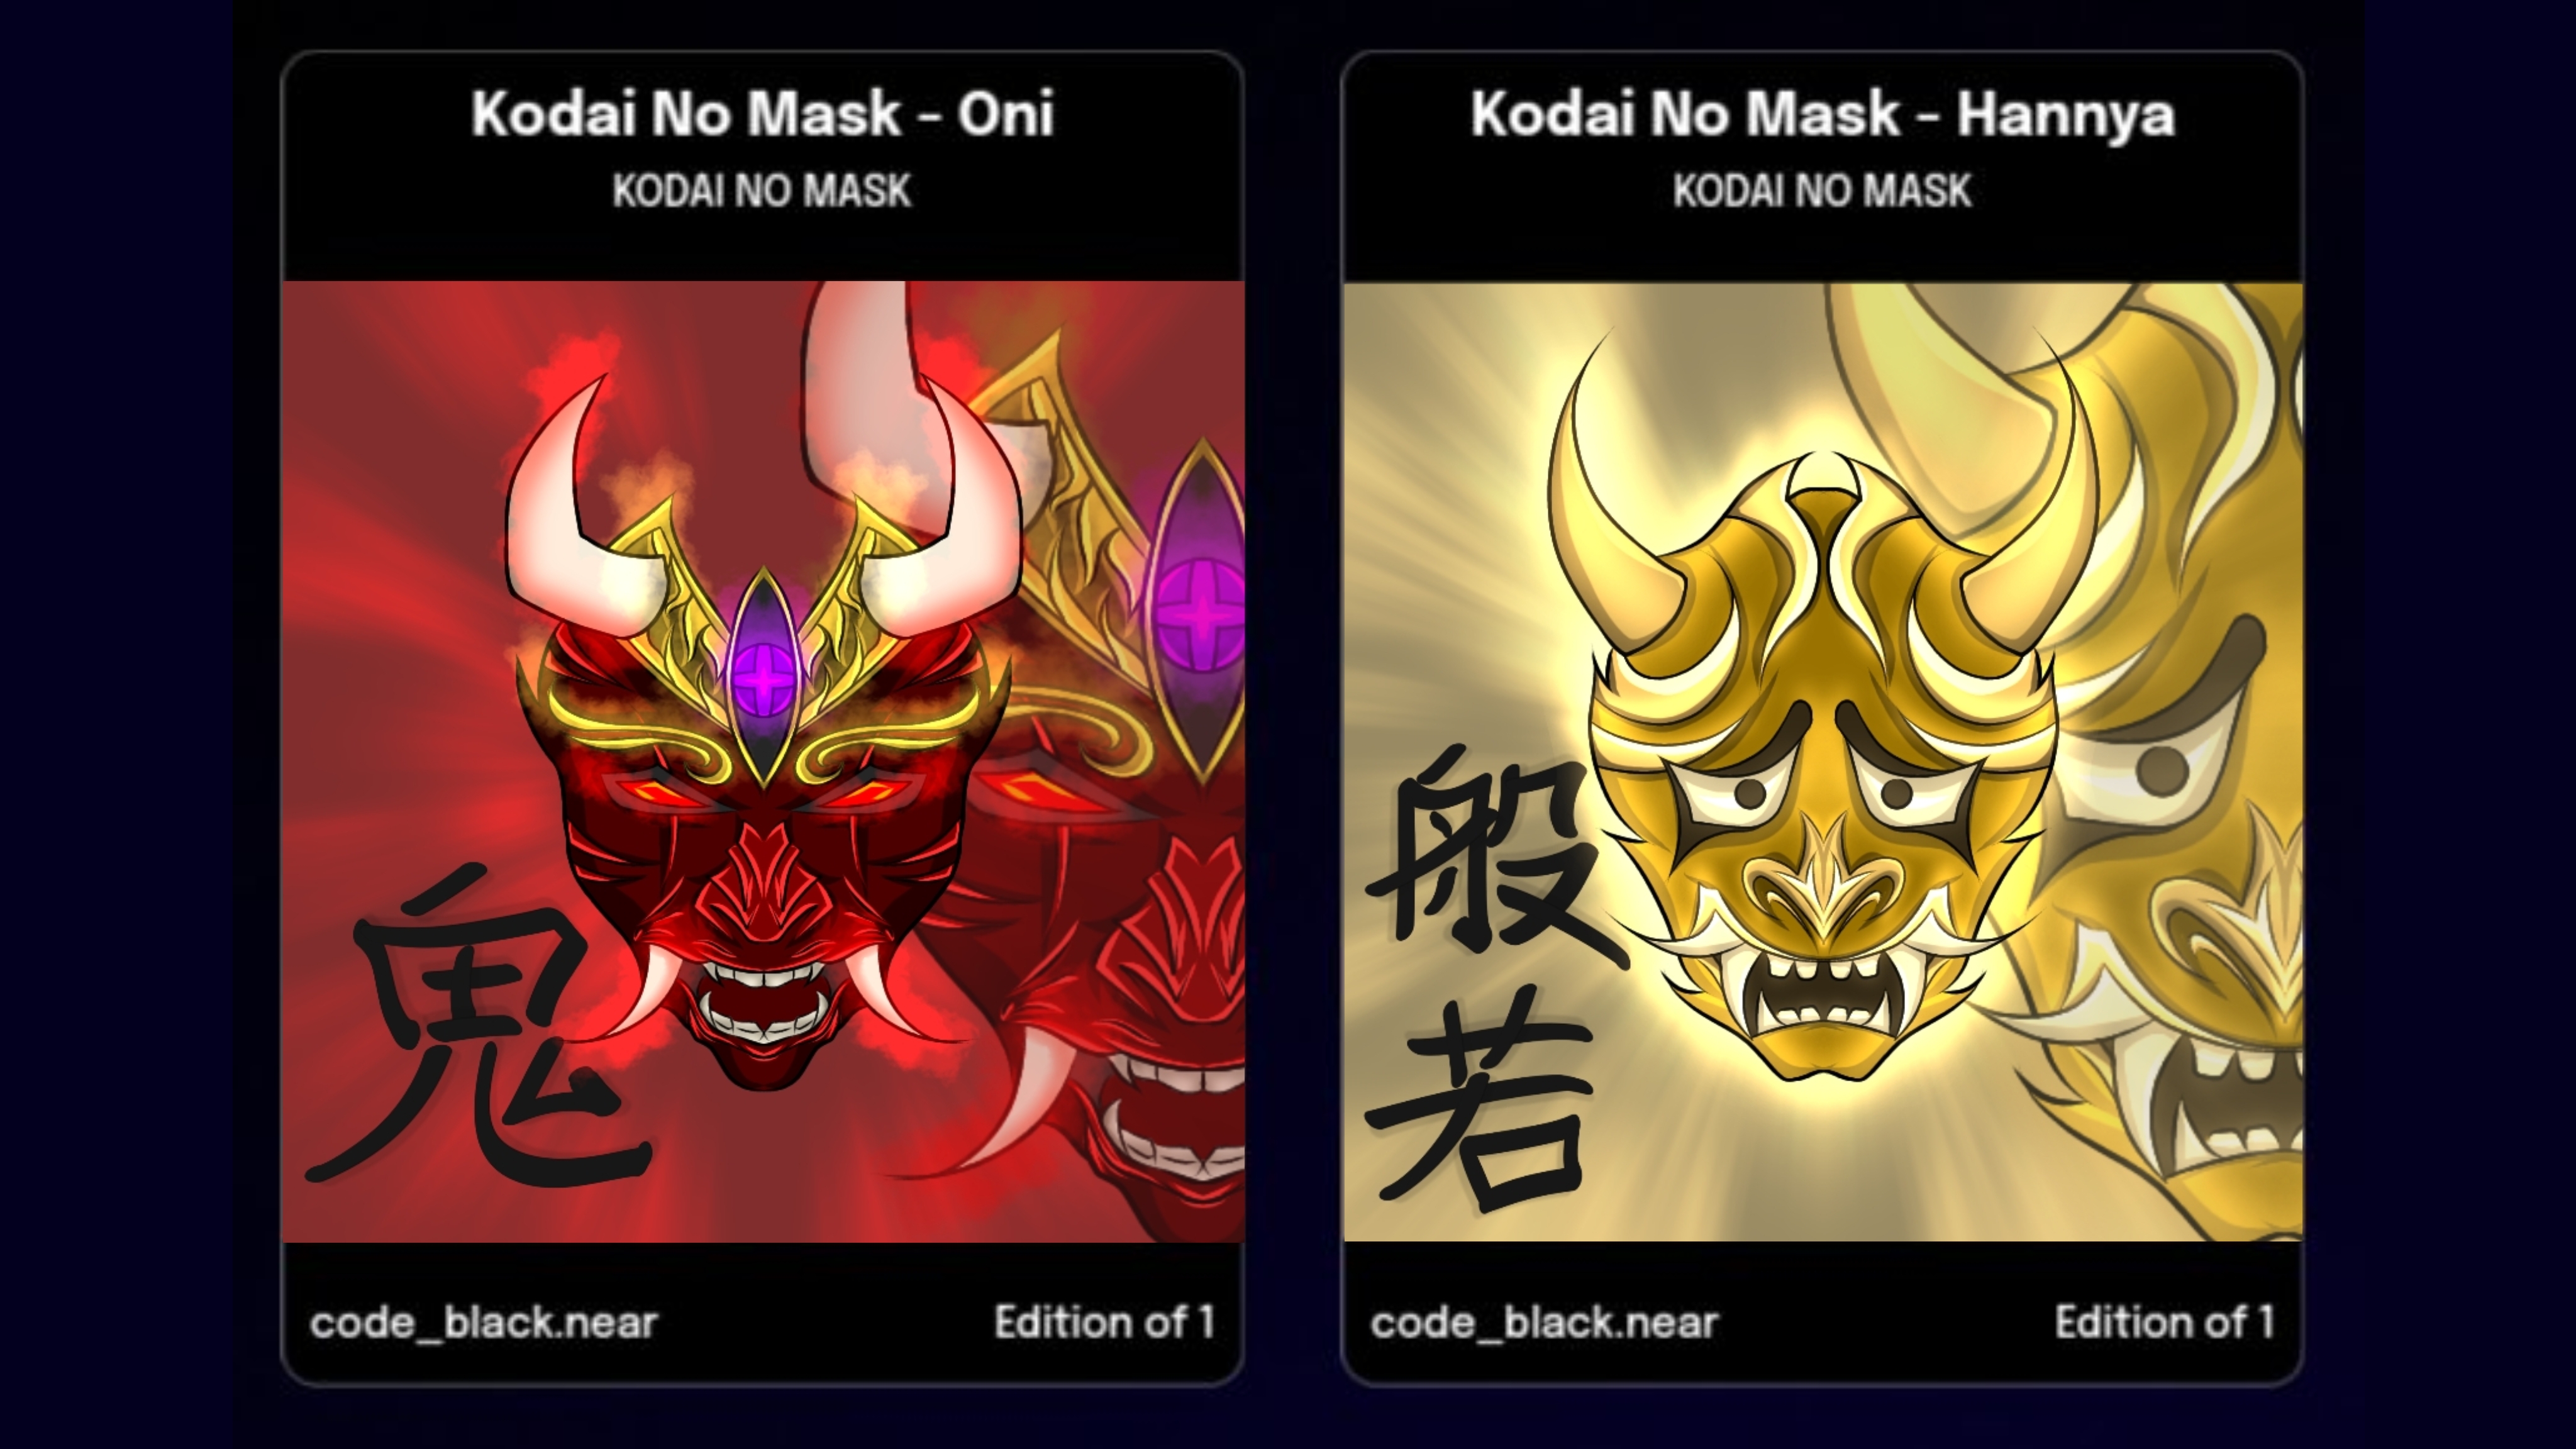 Kodai No Mask - Oni
KODAI NO MASK
鬼
code_black.near
Edition of 1
Kodai No Mask - Hannya
KODAI NO MASK
般
若
code_black.near
Edition of 1